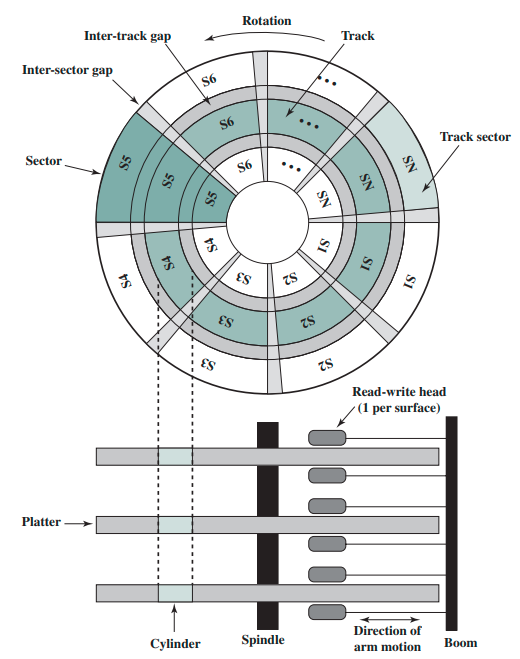 Rotation
Inter-track gap
Track
Inter-sector gap
S6
• • •
Track sector
S6
• • •
SN
Sector
S5
S5
S5
S6
• • •
SN
SN
S4
S4
S4
S3
S2
S1
S1
S1
S3
S2
S3
S2
Read-write head
(1 per surface)
Platter
Cylinder
Spindle
Direction of
arm motion
Boom